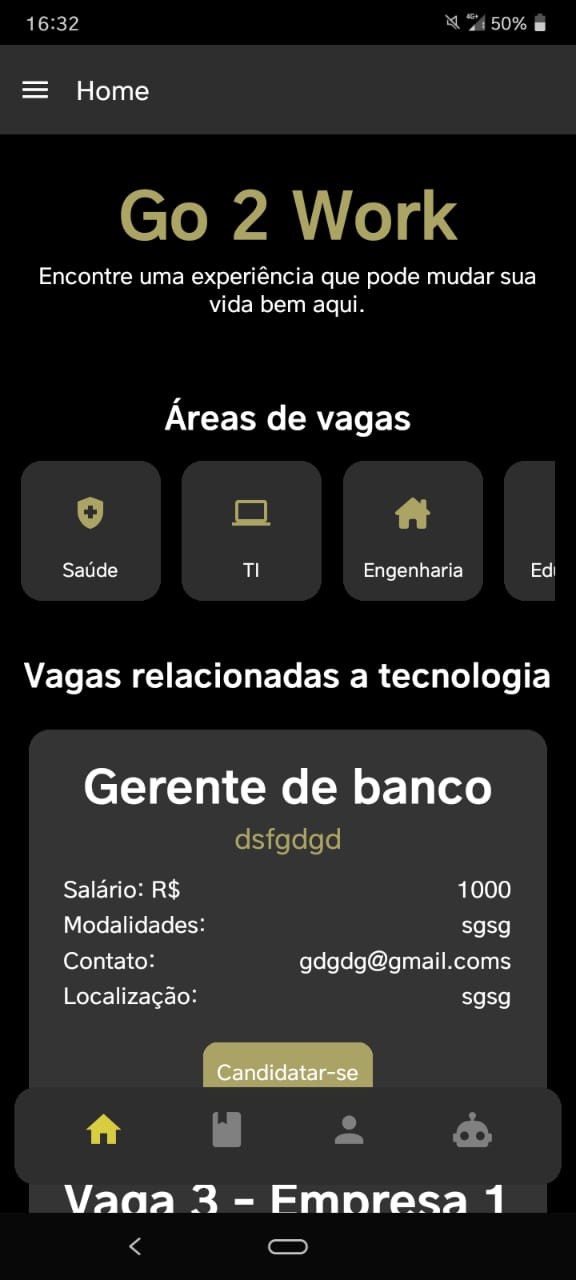 16:32
4G+ 50%
Home
Go 2 Work
Encontre uma experiência que pode mudar sua
vida bem aqui.
Áreas de vagas
Saúde
TI
Engenharia
Vagas relacionadas a tecnologia
Gerente de banco
dsfgdgd
Salário: R$ 1000
Modalidades: sgsg
Contato: gdgdg@gmail.coms
Localização: sgsg
Candidatar-se
Vaga 3 - Empresa 1